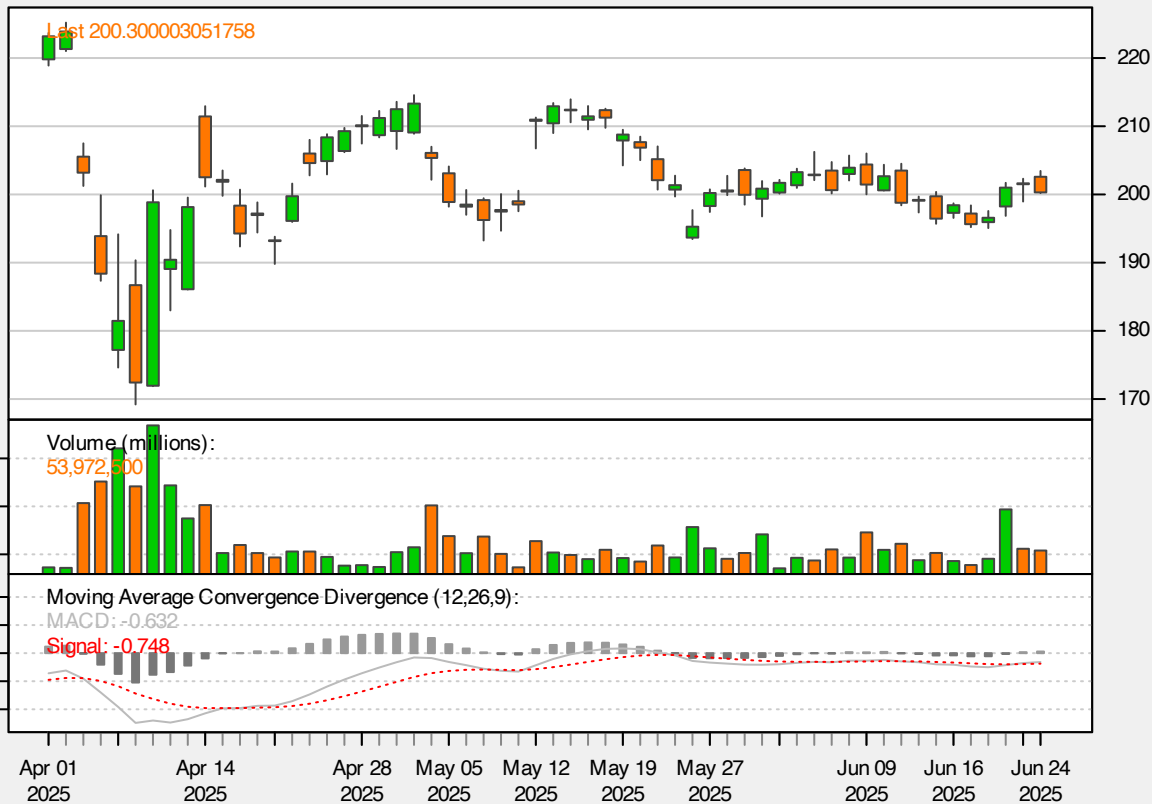 Last 200.300003051758
220
210
200
190
180
170
Volume (millions):
53,972,500
Moving Average Convergence Divergence (12,26,9):
MACD: -0.632
Signal: -0.748
Apr 01 Apr 14 Apr 28 May 05 May 12 May 19 May 27 Jun 09 Jun 16 Jun 24
2025 2025 2025 2025 2025 2025 2025 2025 2025 2025